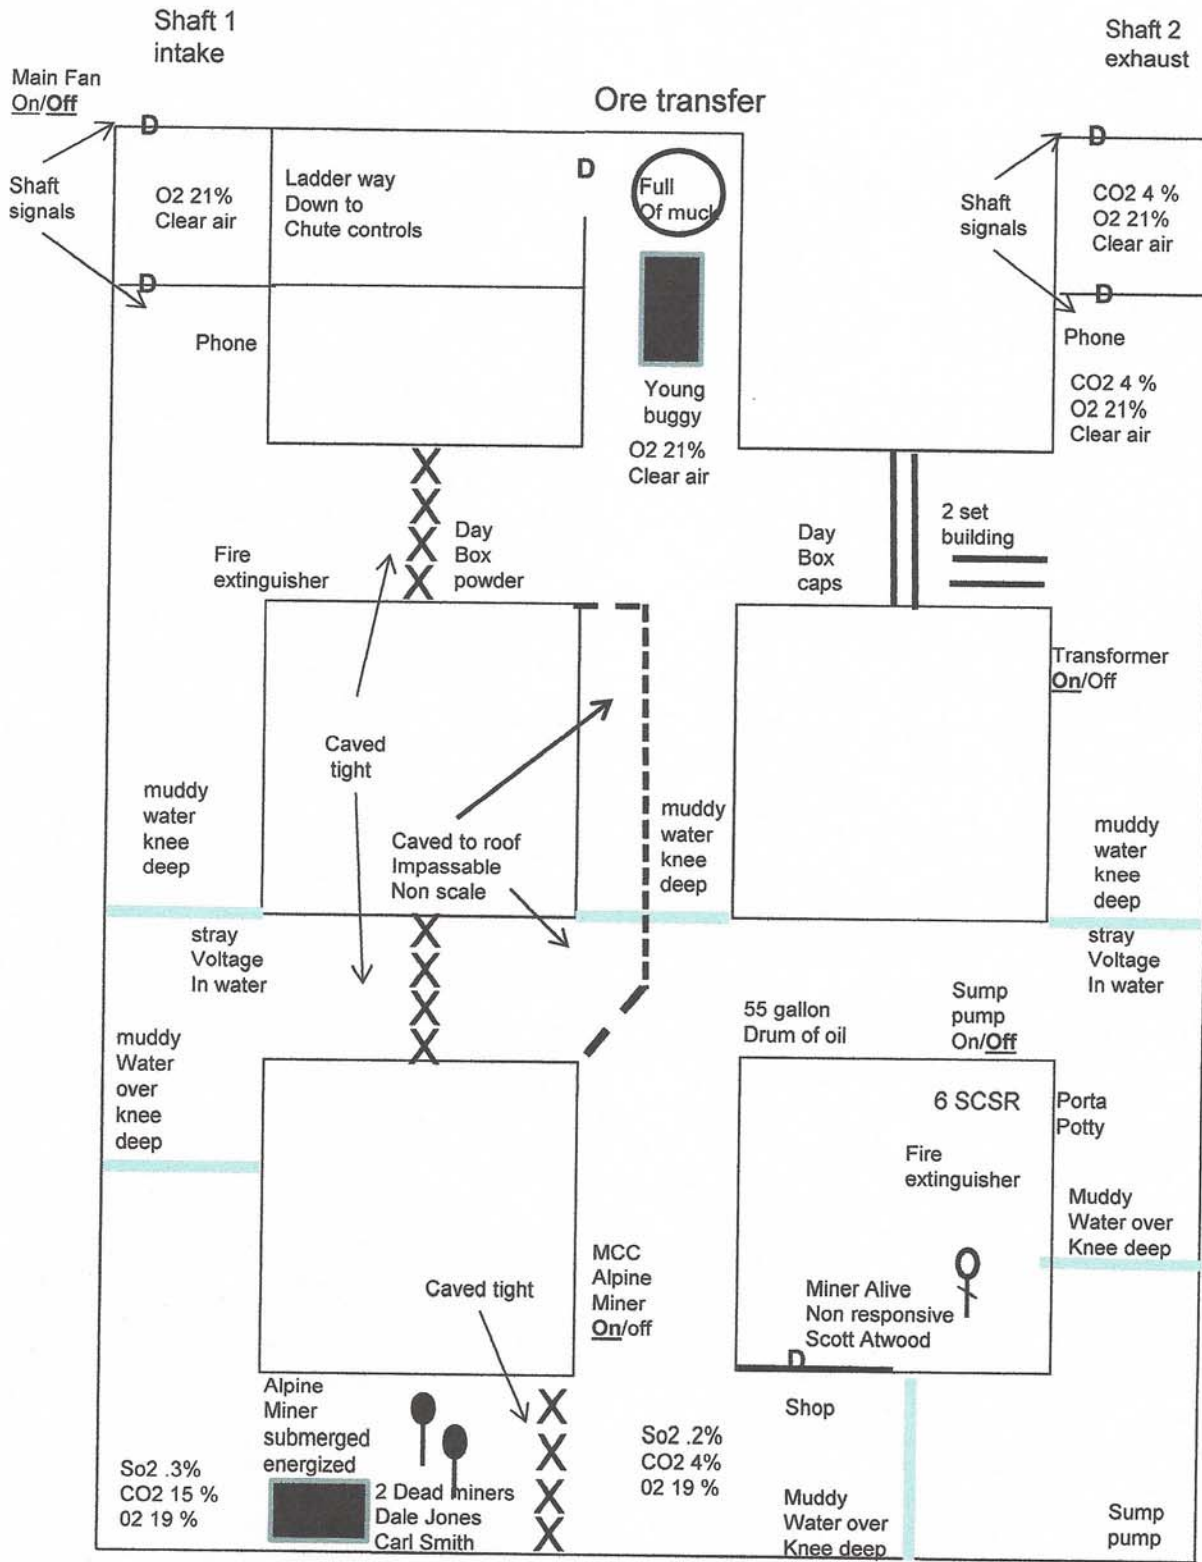 Shaft 1
intake
Shaft 2
exhaust
Main Fan
On/Off
Ore transfer
D
D
D
Shaft
signals
O2 21%
Clear air
Ladder way
Down to
Chute controls
Full
Of muck
Shaft
signals
CO2 4 %
O2 21%
Clear air
D
D
Phone
Young
buggy
O2 21%
Clear air
Phone
CO2 4 %
O2 21%
Clear air
X
X
X
X
Day
Box
powder
Fire
extinguisher
Day
Box
caps
2 set
building
Transformer
On/Off
Caved
tight
muddy
water
knee
deep
Caved to roof
Impassable
Non scale
muddy
water
knee
deep
muddy
water
knee
deep
stray
Voltage
In water
X
X
X
X
stray
Voltage
In water
muddy
Water
over
knee
deep
55 gallon
Drum of oil
Sump
pump
On/Off
6 SCSR
Porta
Potty
Fire
extinguisher
Muddy
Water over
Knee deep
MCC
Alpine
Miner
On/off
Caved tight
Miner Alive
Non responsive
Scott Atwood
D
Alpine
Miner
submerged
energized
X
X
X
X
Shop
So2 .3%
CO2 15 %
02 19 %
2 Dead miners
Dale Jones
Carl Smith
So2 .2%
CO2 4%
02 19 %
Muddy
Water over
Knee deep
Sump
pump